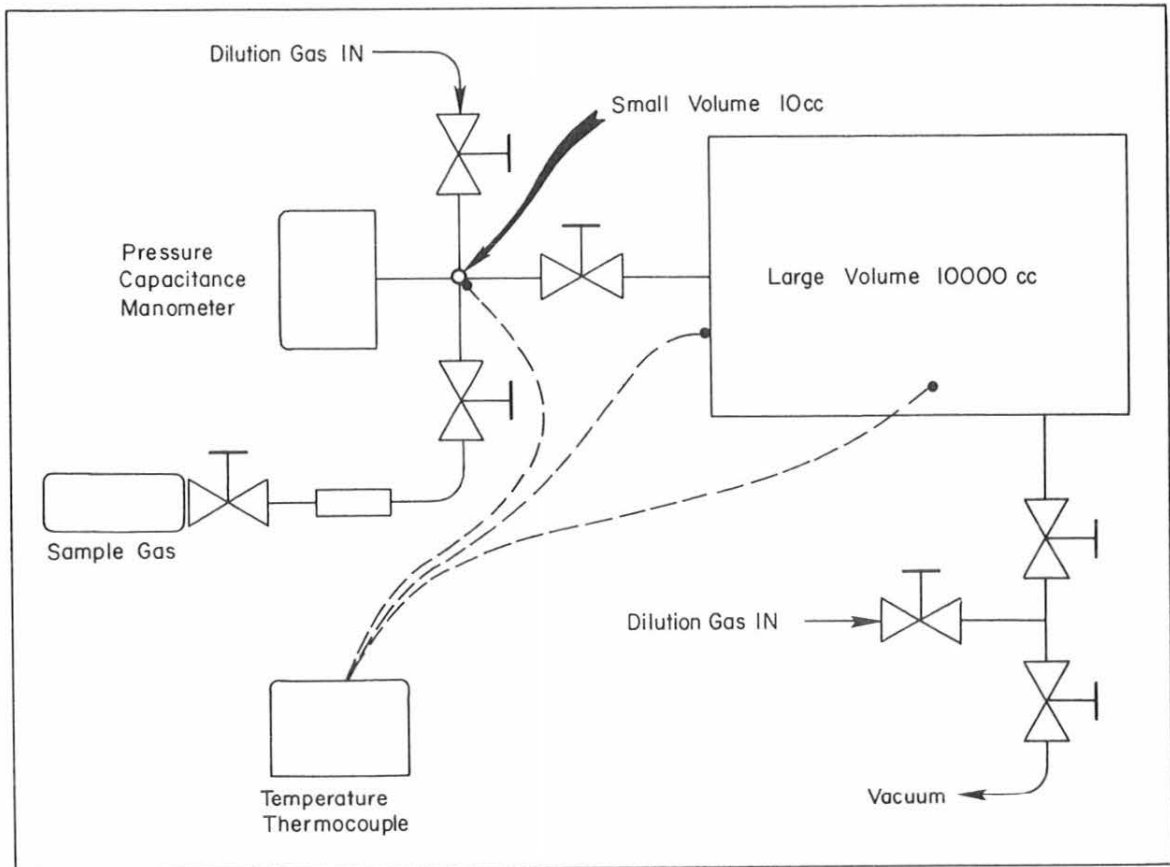 Dilution Gas IN
Small Volume 10cc
Pressure
Capacitance
Manometer
Large Volume 10000 cc
Sample Gas
Dilution Gas IN
Temperature
Thermocouple
Vacuum